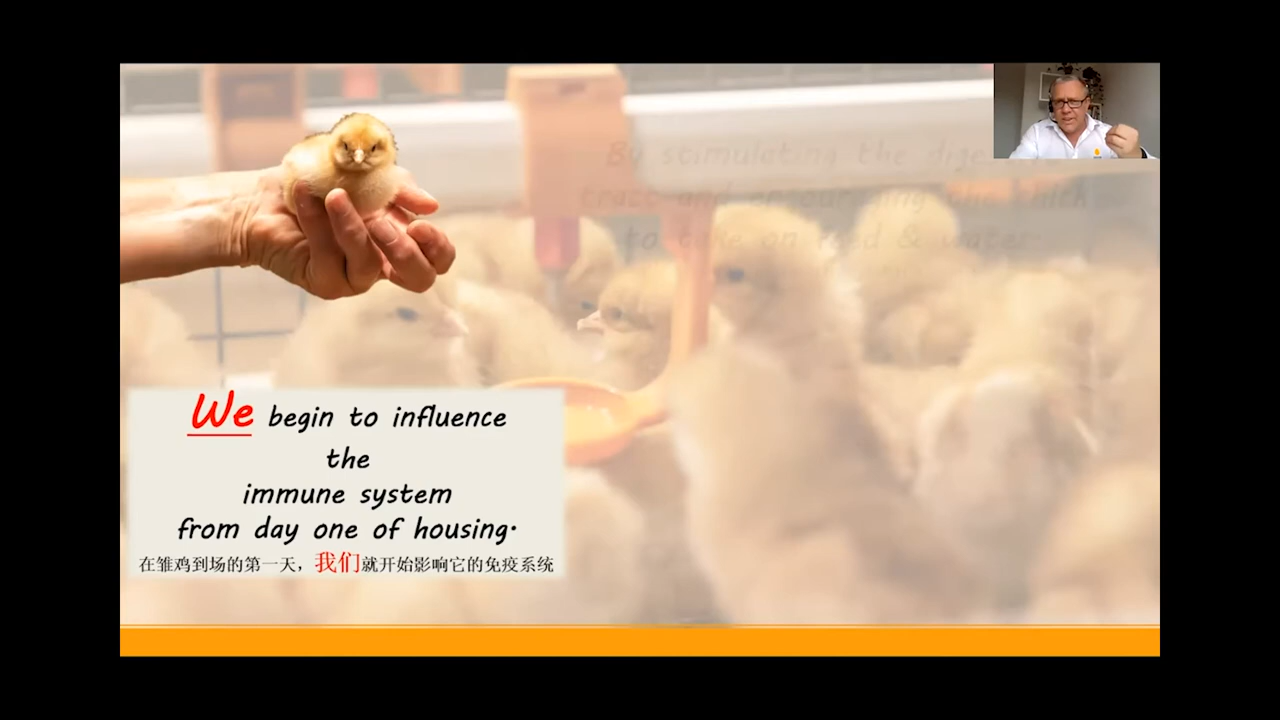 By stimulating the
tract and encouraging the chick
to take on feed & water
We begin to influence
the
immune system
from day one of housing.
在雏鸡到场的第一天，我们就开始影响它的免疫系统